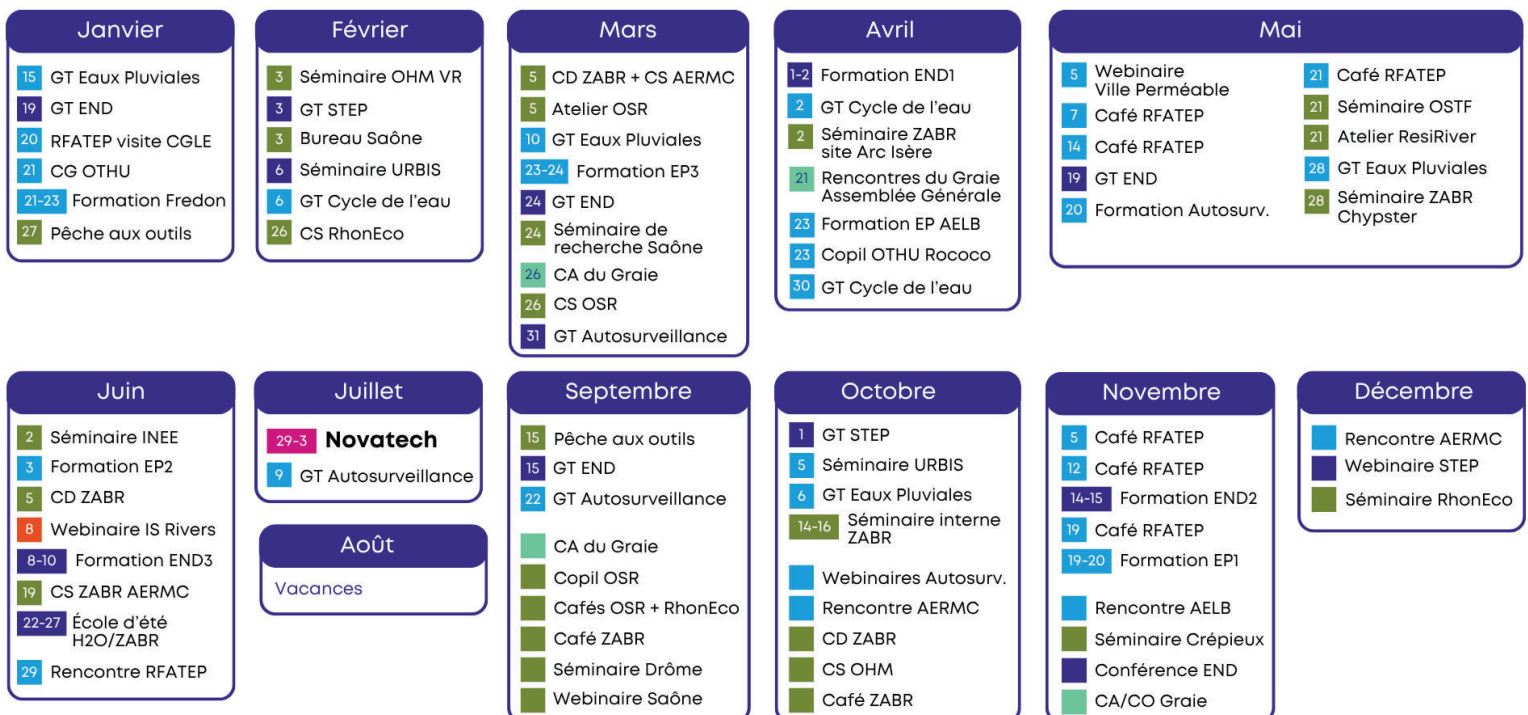 Janvier
15 GT Eaux Pluviales
19 GT END
20 RFATEP visite CGLE
21 CG OTHU
21-23 Formation Fredon
27 Pêche aux outils
Février
3 Séminaire OHM VR
3 GT STEP
3 Bureau Saône
6 Séminaire URBIS
6 GT Cycle de l'eau
26 CS RhonEco
Mars
5 CD ZABR + CS AERMC
5 Atelier OSR
10 GT Eaux Pluviales
23-24 Formation EP3
24 GT END
24 Séminaire de
recherche Saône
26 CA du Graie
26 CS OSR
31 GT Autosurveillance
Avril
1-2 Formation END1
2 GT Cycle de l'eau
2 Séminaire ZABR
site Arc Isère
21 Rencontres du Graie
Assemblée Générale
23 Formation EP AELB
23 Copil OTHU Rococo
30 GT Cycle de l'eau
Mai
5 Webinaire
Ville Perméable
7 Café RFATEP
14 Café RFATEP
19 GT END
20 Formation Autosurv.
21 Café RFATEP
21 Séminaire OSTF
21 Atelier ResiRiver
28 GT Eaux Pluviales
28 Séminaire ZABR
Chypster
Juin
2 Séminaire INEE
3 Formation EP2
5 CD ZABR
8 Webinaire IS Rivers
8-10 Formation END3
19 CS ZABR AERMC
22-27 École d'été
H2O/ZABR
29 Rencontre RFATEP
Juillet
29-3 Novatech
9 GT Autosurveillance
Août
Vacances
Septembre
15 Pêche aux outils
15 GT END
22 GT Autosurveillance
CA du Graie
Copil OSR
Cafés OSR + RhonEco
Café ZABR
Séminaire Drôme
Webinaire Saône
Octobre
1 GT STEP
5 Séminaire URBIS
6 GT Eaux Pluviales
14-16 Séminaire interne
ZABR
Webinaires Autosurv.
Rencontre AERMC
CD ZABR
CS OHM
Café ZABR
Novembre
5 Café RFATEP
12 Café RFATEP
14-15 Formation END2
19 Café RFATEP
19-20 Formation EP1
Rencontre AELB
Séminaire Crépieux
Conférence END
CA/CO Graie
Décembre
Rencontre AERMC
Webinaire STEP
Séminaire RhonEco